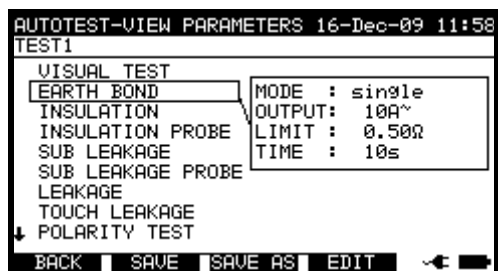 AUTOTEST-VIEW PARAMETERS 16-Dec-09 11:58
TEST1
VISUAL TEST
EARTH BOND
INSULATION
INSULATION PROBE
SUB LEAKAGE
SUB LEAKAGE PROBE
LEAKAGE
TOUCH LEAKAGE
POLARITY TEST
MODE : single
OUTPUT: 10A~
LIMIT : 0.50Ω
TIME : 10s
BACK SAVE SAVE AS EDIT